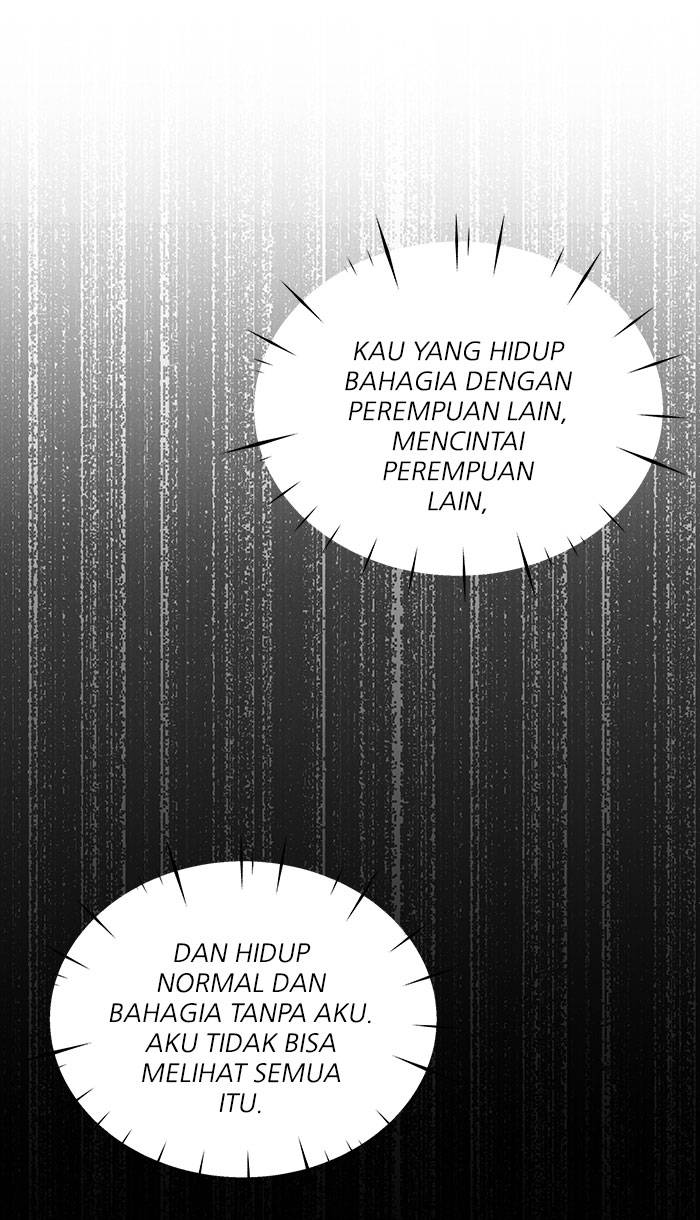 KAU YANG HIDUP
BAHAGIA DENGAN
PEREMPUAN LAIN,
MENCINTAI
PEREMPUAN
LAIN,
DAN HIDUP
NORMAL DAN
BAHAGIA TANPA AKU.
AKU TIDAK BISA
MELIHAT SEMUA
ITU.